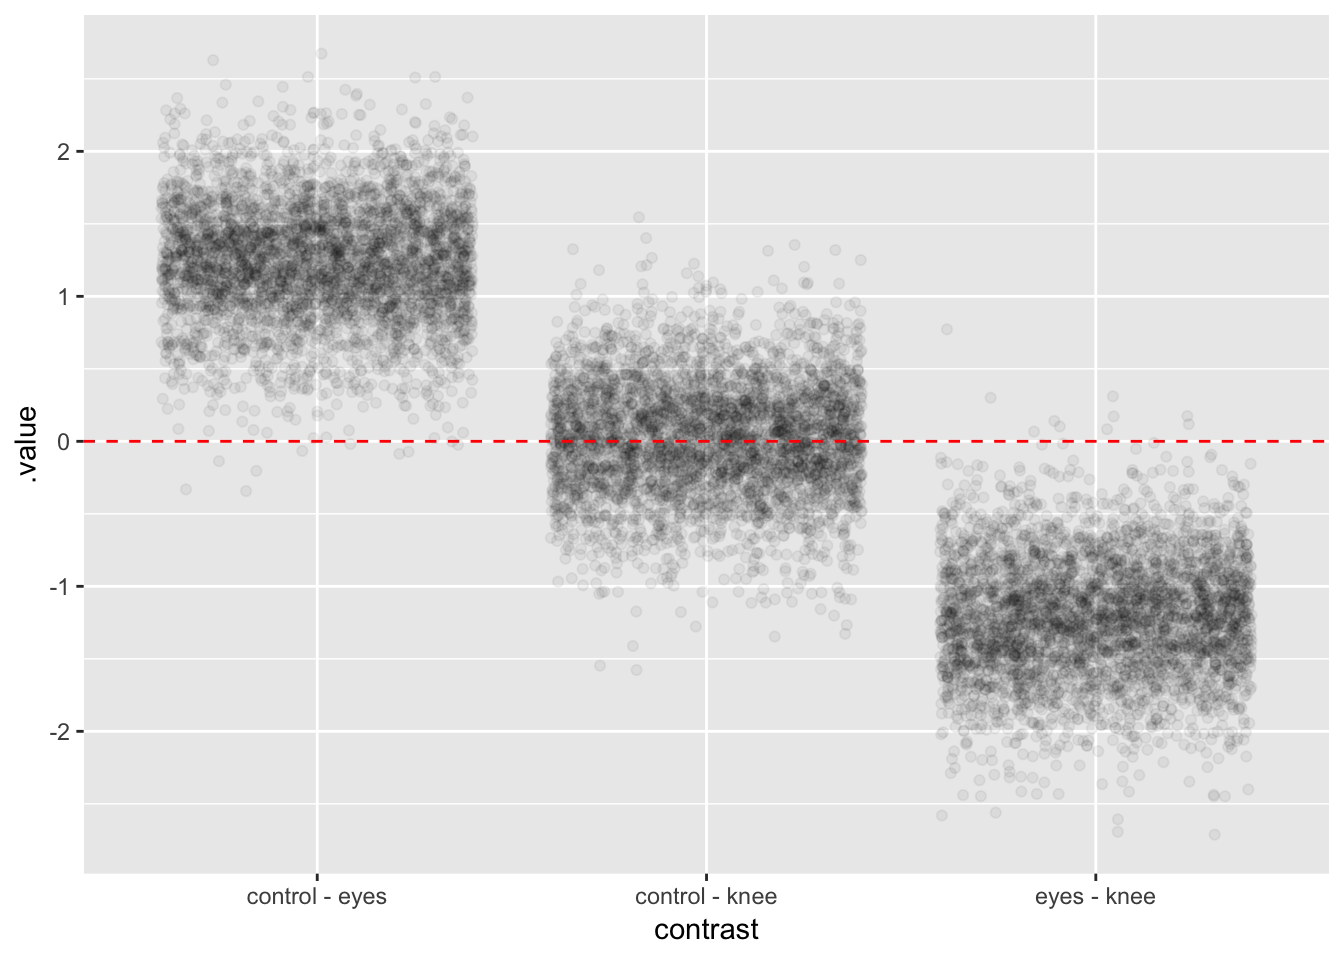 .value
2
1
0
-1
-2
control - eyes
control - knee
eyes - knee
contrast